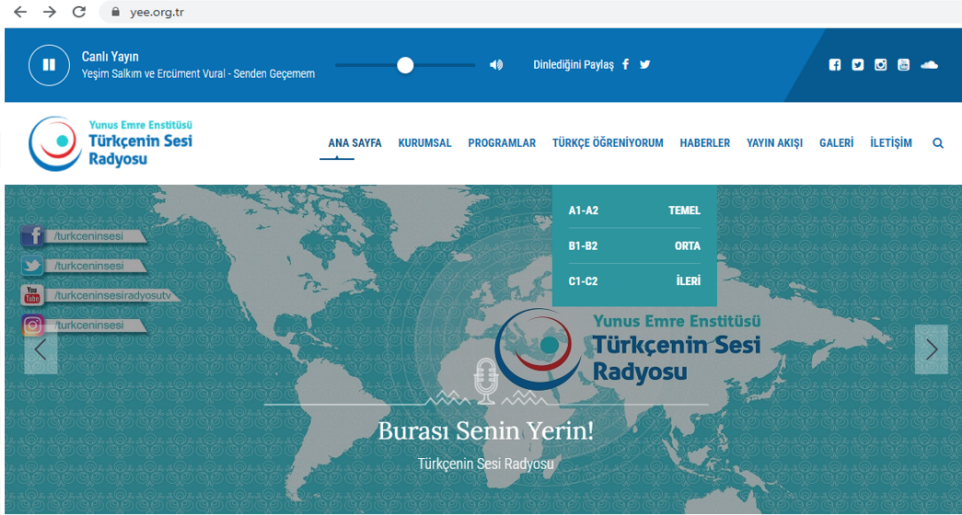 yee.org.tr
Canlı Yayın
Yeşim Salkım ve Ercüment Vural - Senden Geçemem
Dinlediğini Paylaş
Yunus Emre Enstitüsü
Türkçenin Sesi
Radyosu
ANA SAYFA KURUMSAL PROGRAMLAR TÜRKÇE ÖĞRENİYORUM HABERLER YAYIN AKIŞI GALERİ İLETİŞİM
A1-A2 TEMEL
B1-B2 ORTA
C1-C2 İLERİ
/turkceninsesi
/turkceninsesi
You Tube /turkceninsesiradyosutv
/turkceninsesi
Yunus Emre Enstitüsü
Türkçenin Sesi
Radyosu
Burası Senin Yerin!
Türkçenin Sesi Radyosu